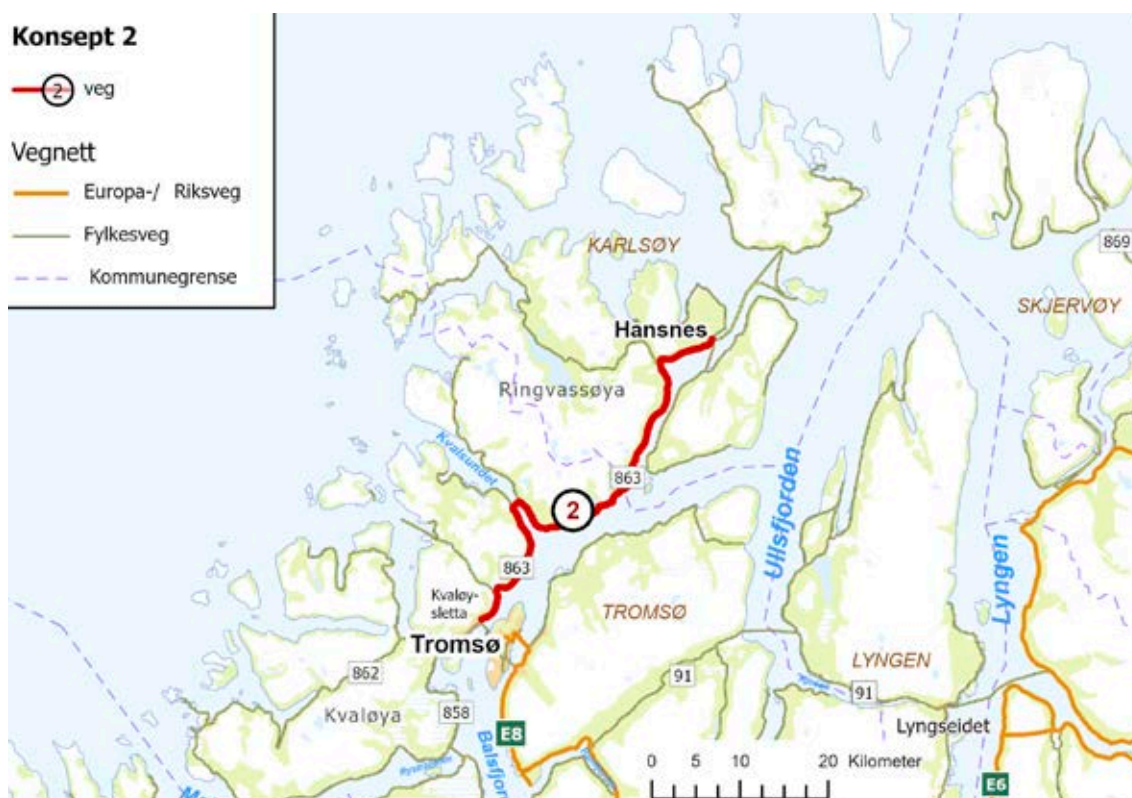 Konsept 2
2 veg
Vegnett
Europa-/ Riksveg
Fylkesveg
Kommunegrense
KARLSØY
869
SKJERVØY
Hansnes
Ringvassøya
Kvalsundet
863
2
Ullsfjorden
Lyngen
863
Kvaløy-
sletta
TROMSØ
Tromsø
LYNGEN
862
91
91
Kvaløya
858
Lyngseidet
E8
Balsfjor
0 5 10 20 Kilometer
E6